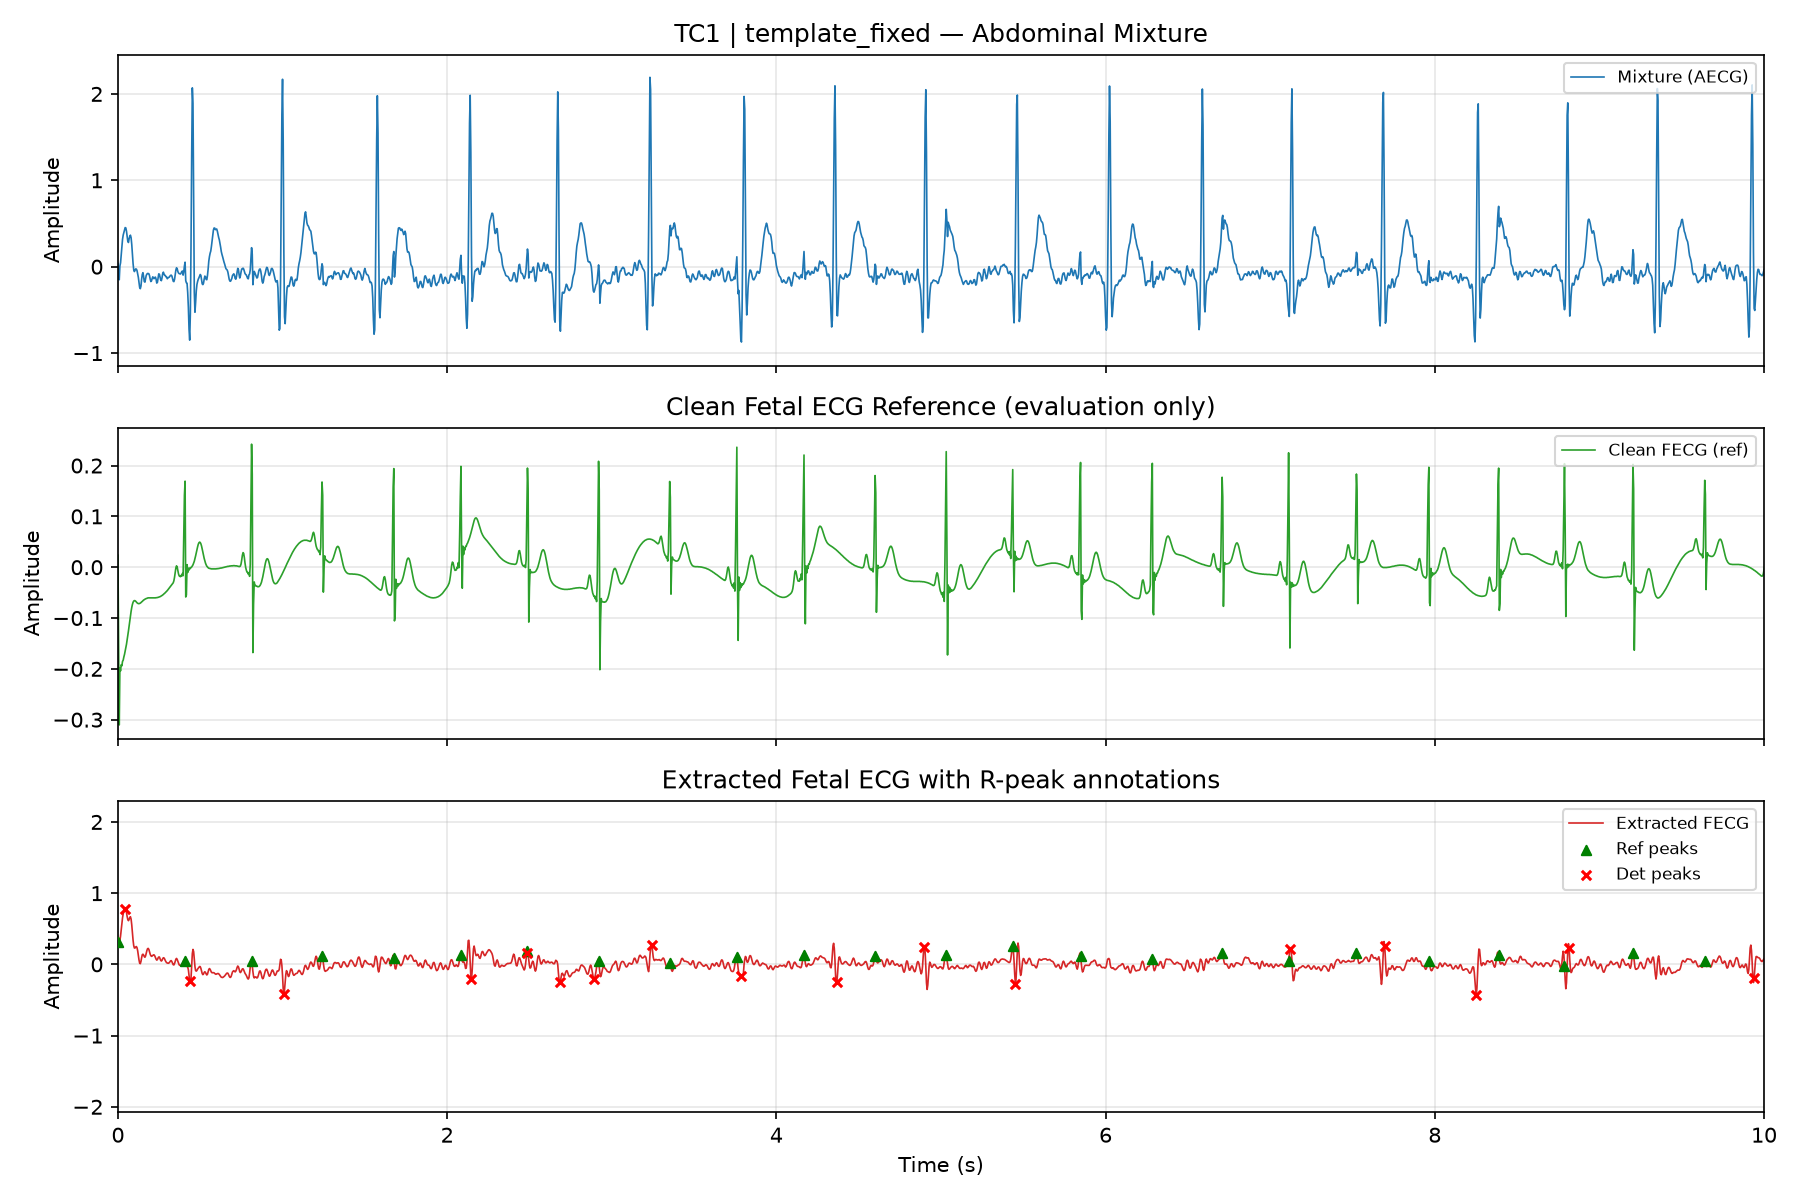 TC1 | template_fixed — Abdominal Mixture
Mixture (AECG)
Amplitude
2
1
0
−1
Clean Fetal ECG Reference (evaluation only)
Clean FECG (ref)
Amplitude
0.2
0.1
0.0
−0.1
−0.2
−0.3
Extracted Fetal ECG with R-peak annotations
Extracted FECG
Ref peaks
Det peaks
Amplitude
2
1
0
−1
−2
0 2 4 6 8 10
Time (s)